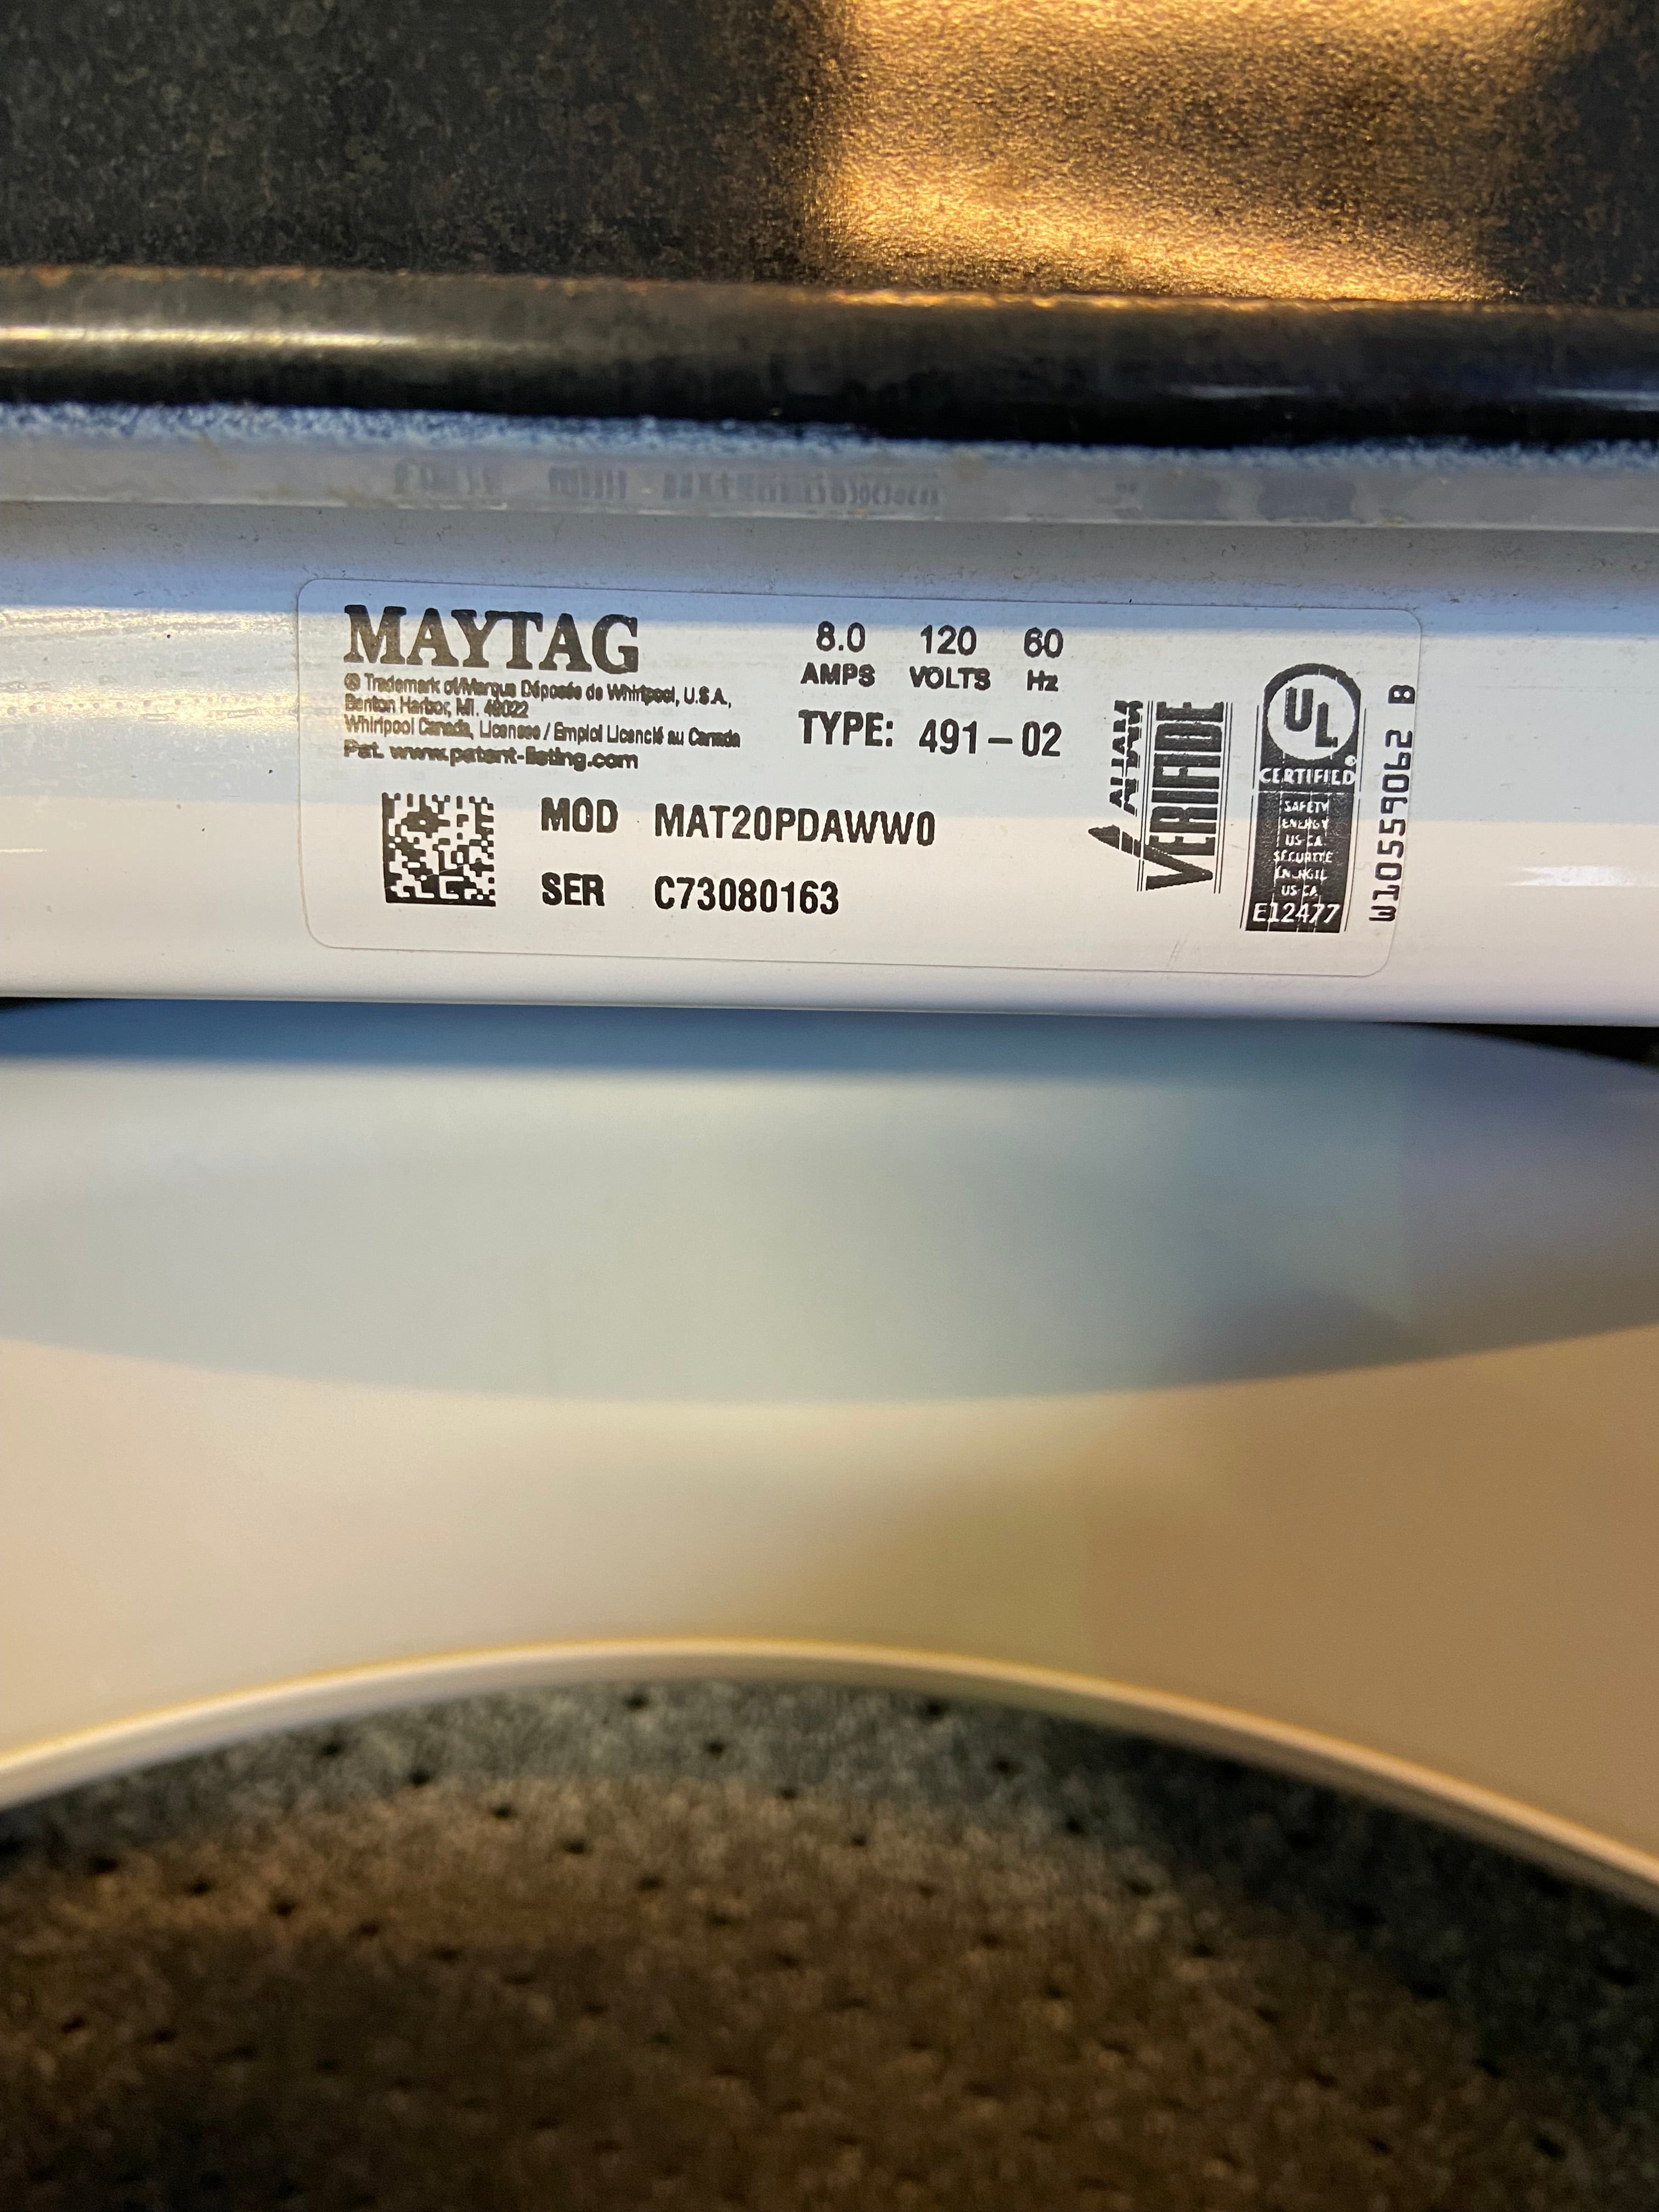 MAYTAG
® Trademark of/Marque Déposée de Whirlpool, U.S.A.,
Benton Harbor, MI. 49022
Whirlpool Canada, Licensee / Emploi Licencié au Canada
Pat. www.patent-listing.com
8.0 120 60
AMPS VOLTS Hz
TYPE: 491-02
MOD MAT20PDAWW0
SER C73080163
VERIFIÉ
UL
CERTIFIED
SAFETY
ENERGY
US-CA
SÉCURITÉ
ÉNERGIE
US-CA
E12477
W10559062 B